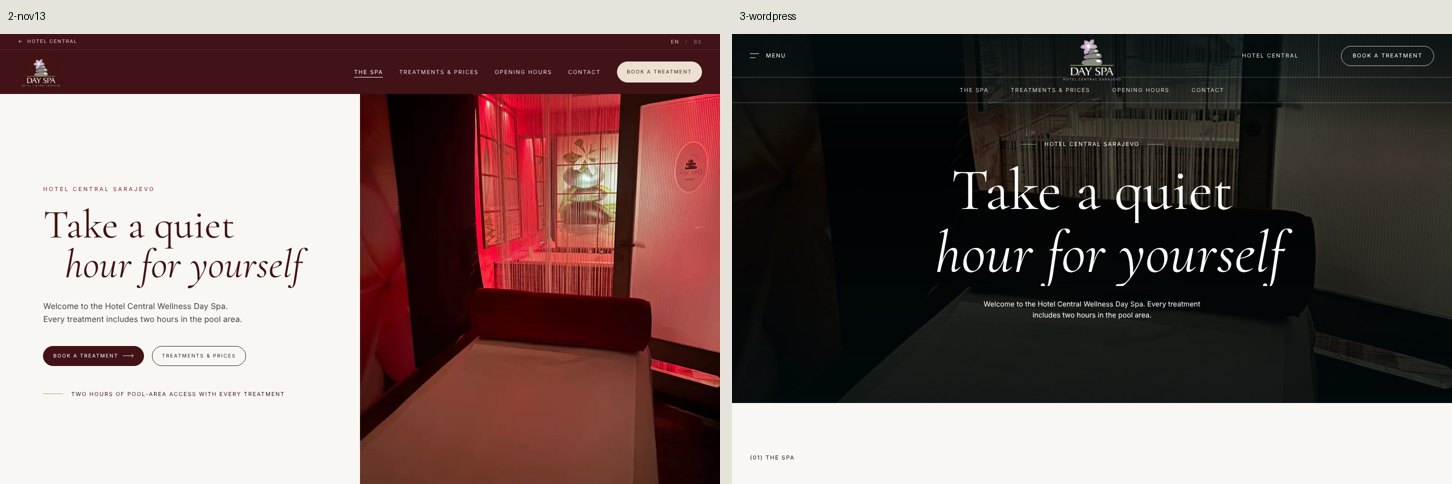 2-nov13
← HOTEL CENTRAL
EN / BS
DAY SPA
HOTEL CENTRAL SARAJEVO
THE SPA
TREATMENTS & PRICES
OPENING HOURS
CONTACT
BOOK A TREATMENT
HOTEL CENTRAL SARAJEVO
Take a quiet
hour for yourself
Welcome to the Hotel Central Wellness Day Spa.
Every treatment includes two hours in the pool area.
BOOK A TREATMENT
TREATMENTS & PRICES
TWO HOURS OF POOL-AREA ACCESS WITH EVERY TREATMENT
3-wordpress
MENU
DAY SPA
HOTEL CENTRAL SARAJEVO
HOTEL CENTRAL
BOOK A TREATMENT
THE SPA
TREATMENTS & PRICES
OPENING HOURS
CONTACT
HOTEL CENTRAL SARAJEVO
Take a quiet
hour for yourself
Welcome to the Hotel Central Wellness Day Spa. Every treatment
includes two hours in the pool area.
(01) THE SPA